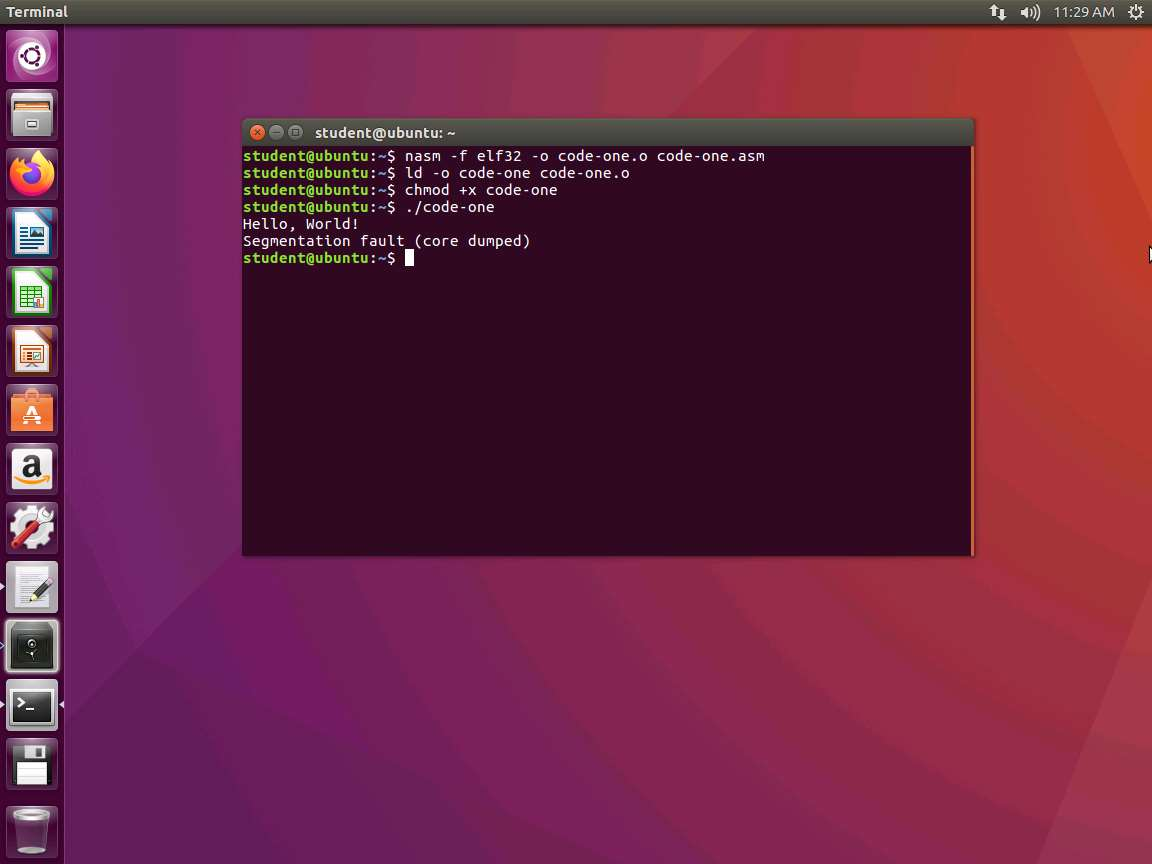 Terminal
11:29 AM
student@ubuntu: ~
student@ubuntu:~$ nasm -f elf32 -o code-one.o code-one.asm
student@ubuntu:~$ ld -o code-one code-one.o
student@ubuntu:~$ chmod +x code-one
student@ubuntu:~$ ./code-one
Hello, World!
Segmentation fault (core dumped)
student@ubuntu:~$